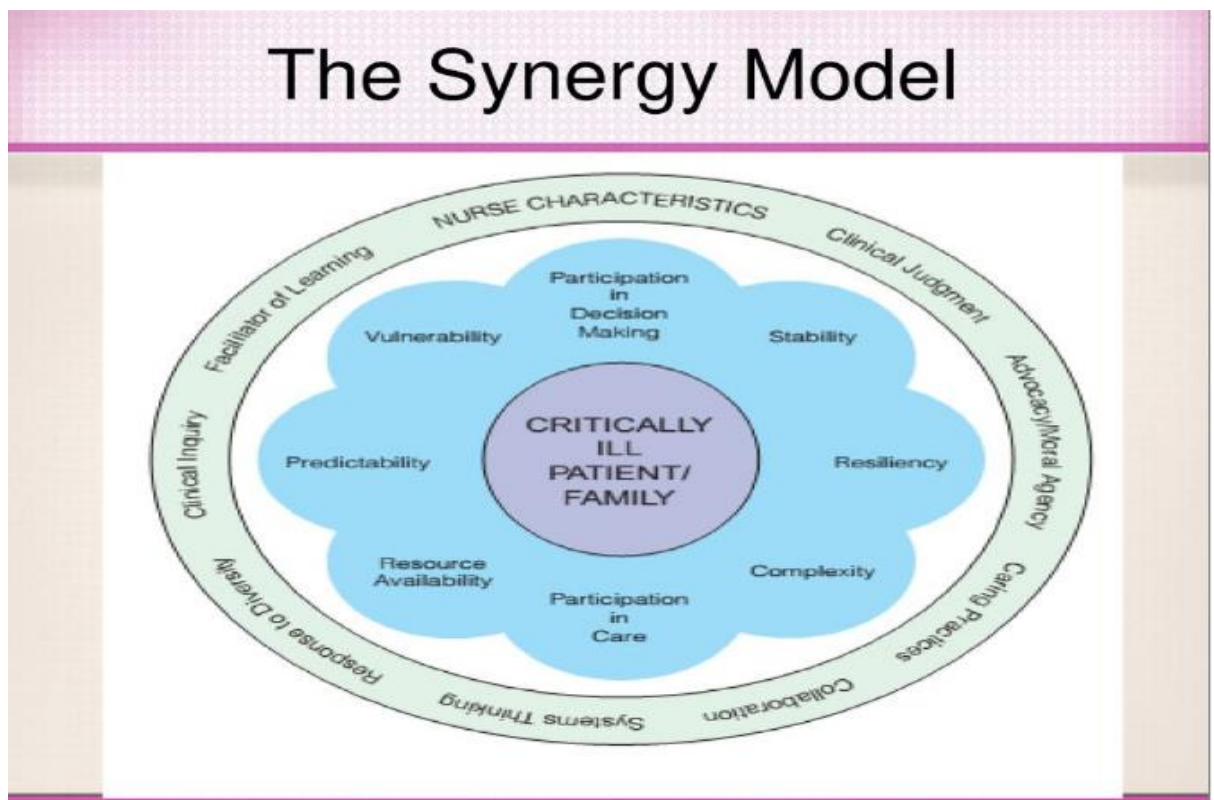 The Synergy Model
NURSE CHARACTERISTICS
Clinical Judgment
Advocacy/Moral Agency
Caring Practices
Collaboration
Systems Thinking
Response to Diversity
Clinical Inquiry
Facilitator of Learning
Participation
in
Decision
Making
Stability
Resiliency
Complexity
Participation
in
Care
Resource
Availability
Predictability
Vulnerability
CRITICALLY
ILL
PATIENT/
FAMILY